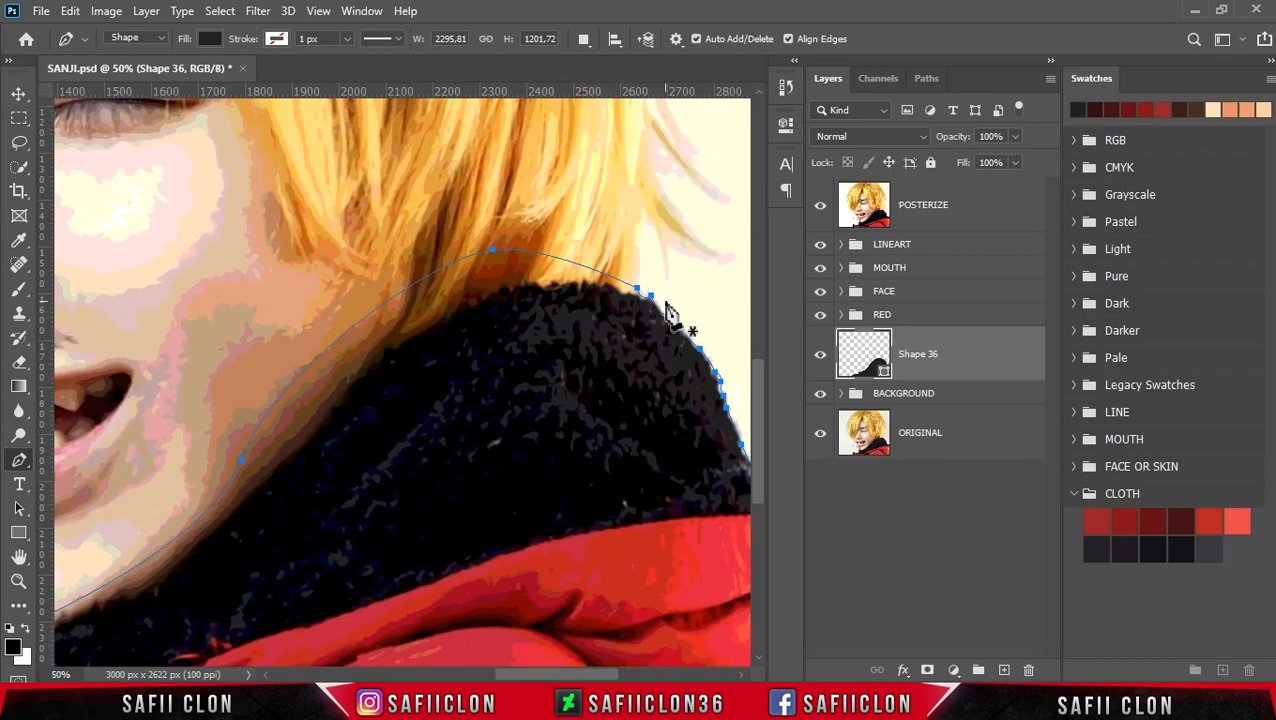 Ps File Edit Image Layer Type Select Filter 3D View Window Help
Shape Fill: Stroke: 1 px W: 2295,81 H: 1201,72 Auto Add/Delete Align Edges
SANJI.psd @ 50% (Shape 36, RGB/8) *
1400 1500 1600 1700 1800 1900 2000 2100 2200 2300 2400 2500 2600 2700 2800
Layers Channels Paths
Swatches
Kind
Normal Opacity: 100%
Lock: Fill: 100%
POSTERIZE
LINEART
MOUTH
FACE
RED
Shape 36
BACKGROUND
ORIGINAL
RGB
CMYK
Grayscale
Pastel
Light
Pure
Dark
Darker
Pale
Legacy Swatches
LINE
MOUTH
FACE OR SKIN
CLOTH
50% 3000 px x 2622 px (100 ppi)
SAFII CLON SAFIICLON SAFIICLON36 SAFIICLON SAFII CLON